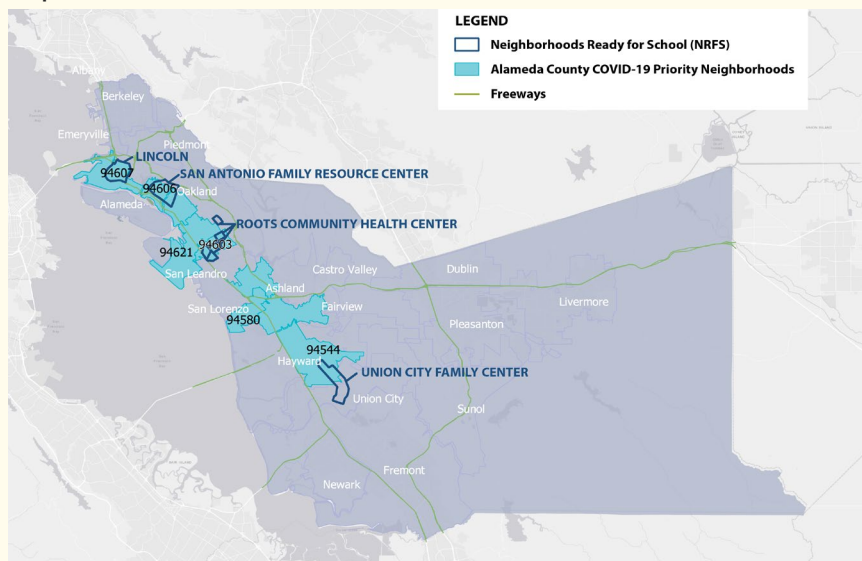 LEGEND
Neighborhoods Ready for School (NRFS)
Alameda County COVID-19 Priority Neighborhoods
Freeways
Albany
Berkeley
Emeryville
Piedmont
LINCOLN
94607
SAN ANTONIO FAMILY RESOURCE CENTER
94606
Oakland
Alameda
ROOTS COMMUNITY HEALTH CENTER
94603
94621
San Leandro
Castro Valley
Dublin
Ashland
Livermore
San Lorenzo
Fairview
94580
Pleasanton
94544
Hayward
UNION CITY FAMILY CENTER
Union City
Sunol
Fremont
Newark